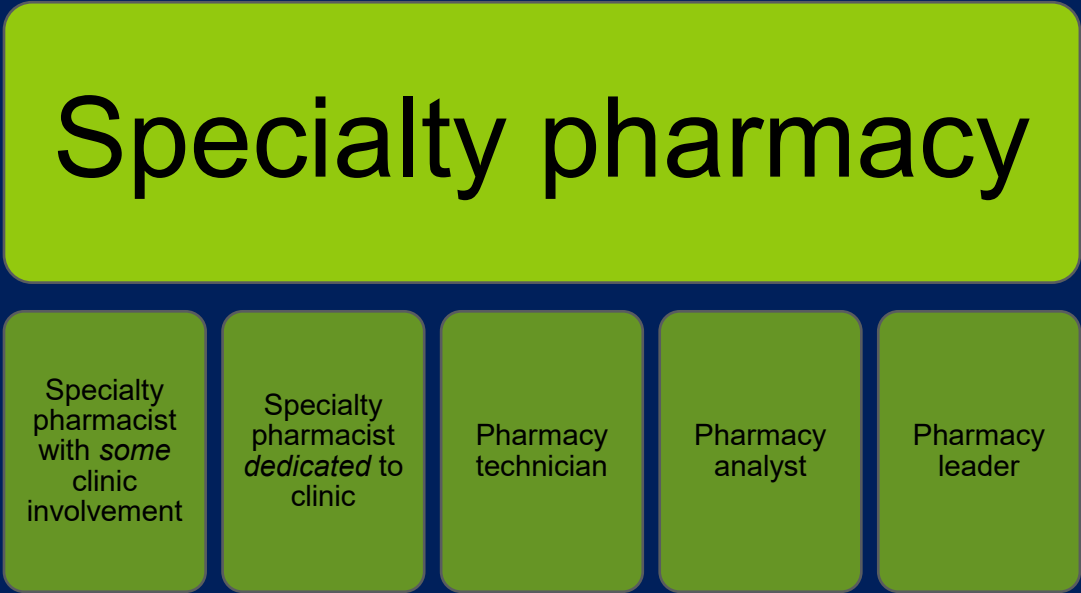 Specialty pharmacy
Specialty
pharmacist
with some
clinic
involvement
Specialty
pharmacist
dedicated to
clinic
Pharmacy
technician
Pharmacy
analyst
Pharmacy
leader